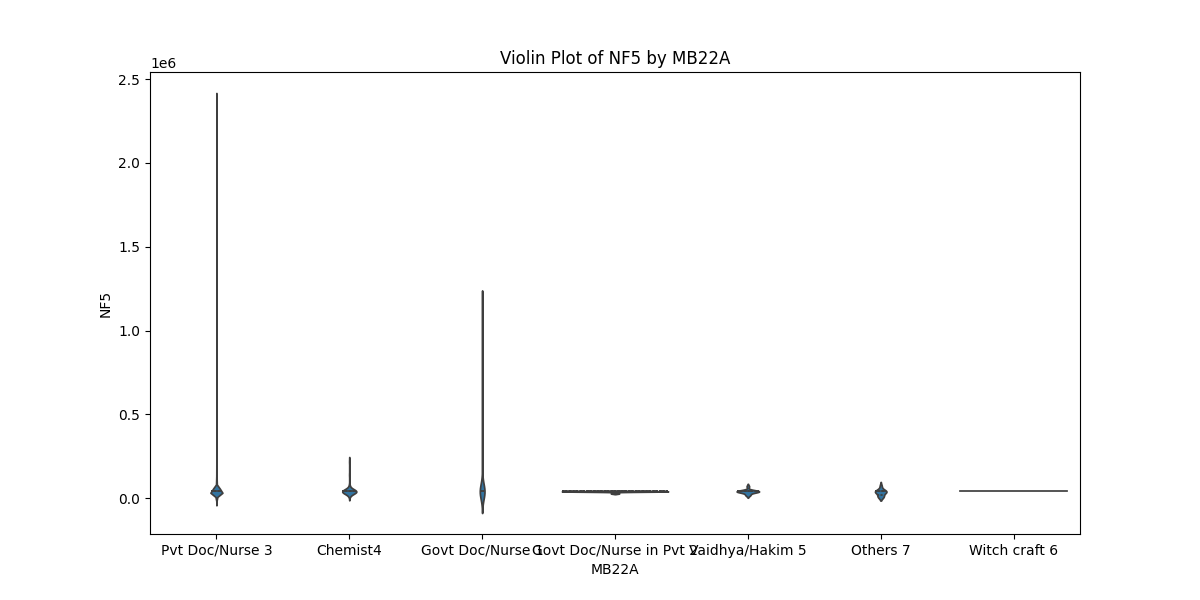 Violin Plot of NF5 by MB22A
1e6
2.5
2.0
1.5
1.0
0.5
0.0
NF5
Pvt Doc/Nurse 3 Chemist4 Govt Doc/Nurse 1 Govt Doc/Nurse in Pvt 2 Vaidhya/Hakim 5 Others 7 Witch craft 6
MB22A